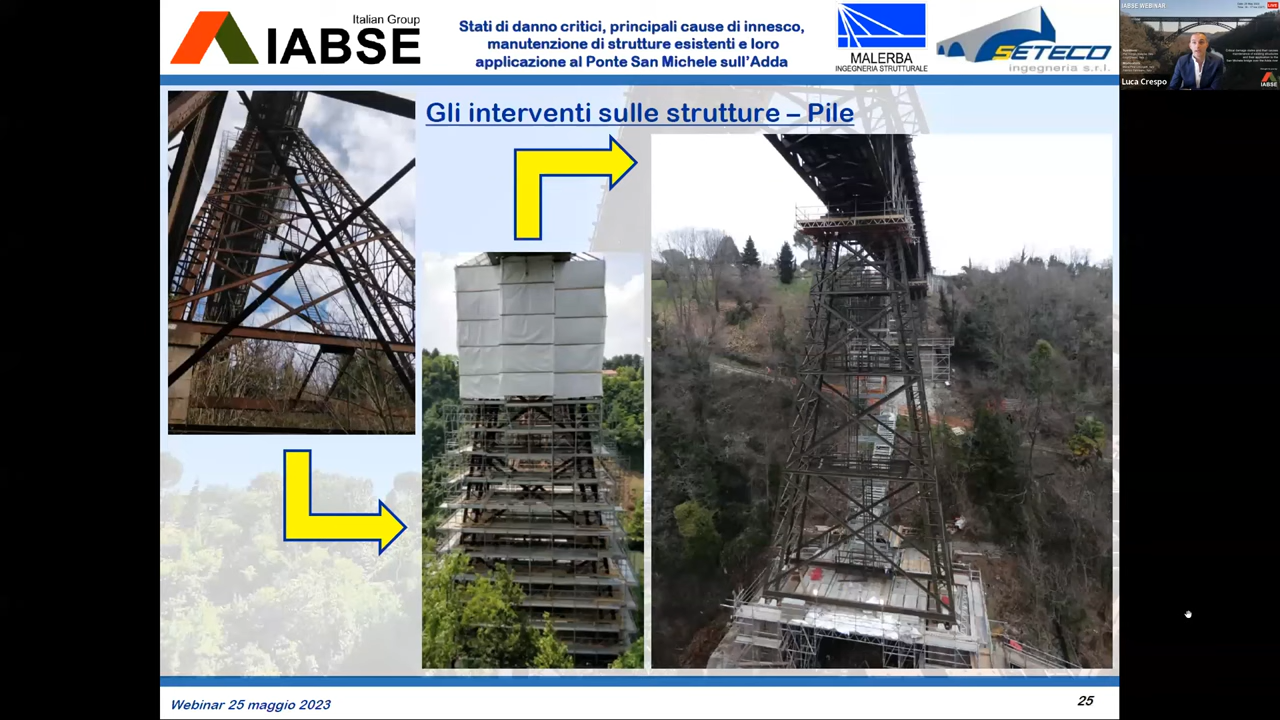 Italian Group
IABSE
Stati di danno critici, principali cause di innesco,
manutenzione di strutture esistenti e loro
applicazione al Ponte San Michele sull'Adda
MALERBA
INGEGNERIA STRUTTURALE
SETECO
ingegneria s.r.l.
IABSE WEBINAR
LIVE
Luca Crespo
IABSE
Gli interventi sulle strutture – Pile
Webinar 25 maggio 2023
25